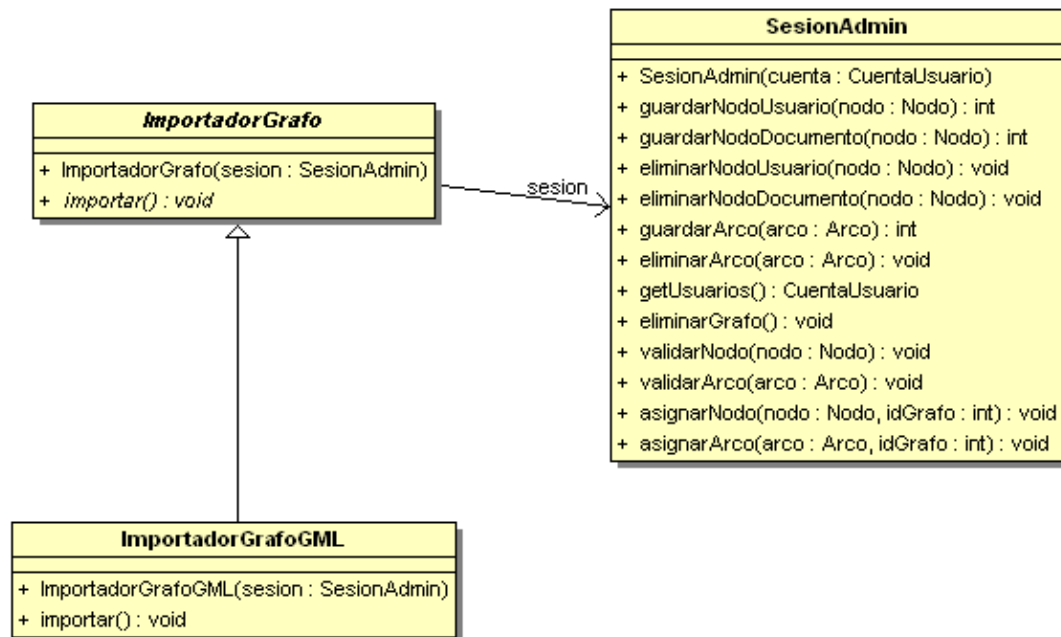 ImportadorGrafo
+ ImportadorGrafo(sesion : SesionAdmin)
+ importar() : void
sesion
SesionAdmin
+ SesionAdmin(cuenta : CuentaUsuario)
+ guardarNodoUsuario(nodo : Nodo) : int
+ guardarNodoDocumento(nodo : Nodo) : int
+ eliminarNodoUsuario(nodo : Nodo) : void
+ eliminarNodoDocumento(nodo : Nodo) : void
+ guardarArco(arco : Arco) : int
+ eliminarArco(arco : Arco) : void
+ getUsuarios() : CuentaUsuario
+ eliminarGrafo() : void
+ validarNodo(nodo : Nodo) : void
+ validarArco(arco : Arco) : void
+ asignarNodo(nodo : Nodo, idGrafo : int) : void
+ asignarArco(arco : Arco, idGrafo : int) : void
ImportadorGrafoGML
+ ImportadorGrafoGML(sesion : SesionAdmin)
+ importar() : void